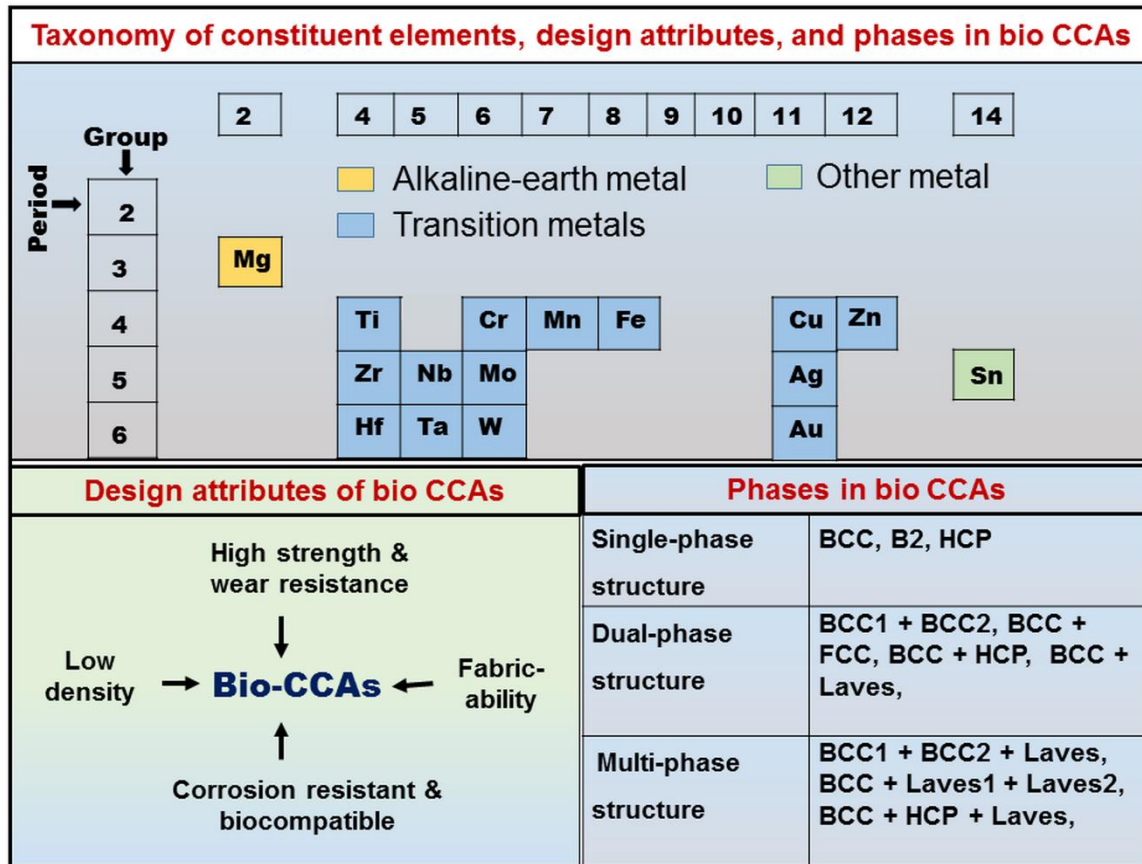 Taxonomy of constituent elements, design attributes, and phases in bio CCAs
2 4 5 6 7 8 9 10 11 12 14
Group
Period
Alkaline-earth metal
Other metal
Transition metals
2
3 Mg
4 Ti Cr Mn Fe Cu Zn
5 Zr Nb Mo Ag Sn
6 Hf Ta W Au
Design attributes of bio CCAs
High strength &
wear resistance
Low
density
Bio-CCAs
Fabric-
ability
Corrosion resistant &
biocompatible
Phases in bio CCAs
Single-phase
structure
BCC, B2, HCP
Dual-phase
structure
BCC1 + BCC2, BCC +
FCC, BCC + HCP, BCC +
Laves,
Multi-phase
structure
BCC1 + BCC2 + Laves,
BCC + Laves1 + Laves2,
BCC + HCP + Laves,